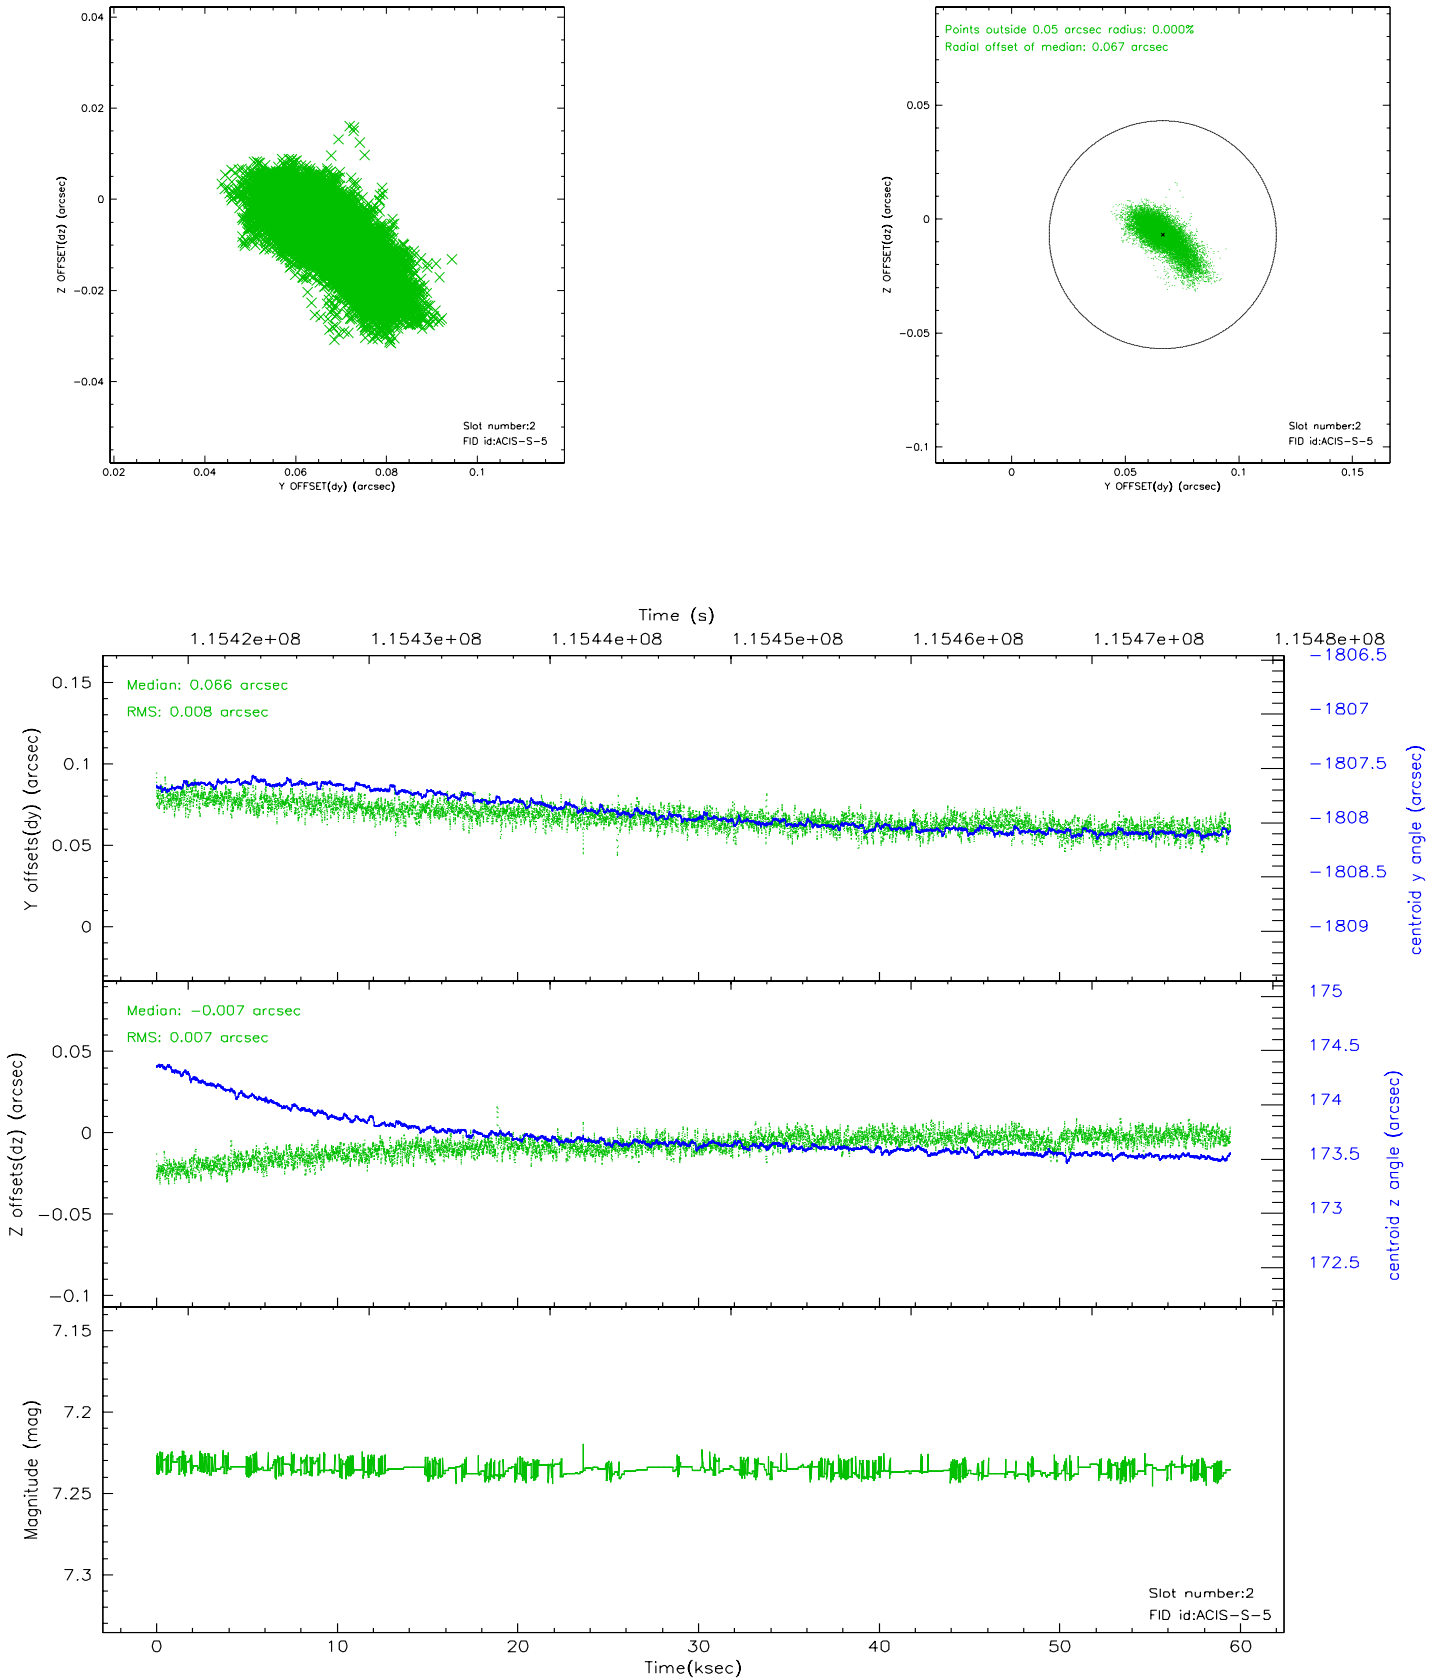 0.04
0.02
0
−0.02
−0.04
Z OFFSET(dz) (arcsec)
Slot number:2
FID id:ACIS−S−5
0.02 0.04 0.06 0.08 0.1
Y OFFSET(dy) (arcsec)
Points outside 0.05 arcsec radius: 0.000%
Radial offset of median: 0.067 arcsec
0.05
0
−0.05
−0.1
Z OFFSET(dz) (arcsec)
Slot number:2
FID id:ACIS−S−5
0 0.05 0.1 0.15
Y OFFSET(dy) (arcsec)
Time (s)
1.1542e+08 1.1543e+08 1.1544e+08 1.1545e+08 1.1546e+08 1.1547e+08 1.1548e+08
Median: 0.066 arcsec
RMS: 0.008 arcsec
0.15
0.1
0.05
0
Y offsets(dy) (arcsec)
−1806.5
−1807
−1807.5
−1808
−1808.5
−1809
centroid y angle (arcsec)
Median: −0.007 arcsec
RMS: 0.007 arcsec
0.05
0
−0.05
−0.1
Z offsets(dz) (arcsec)
175
174.5
174
173.5
173
172.5
centroid z angle (arcsec)
7.15
7.2
7.25
7.3
Magnitude (mag)
Slot number:2
FID id:ACIS−S−5
0 10 20 30 40 50 60
Time(ksec)